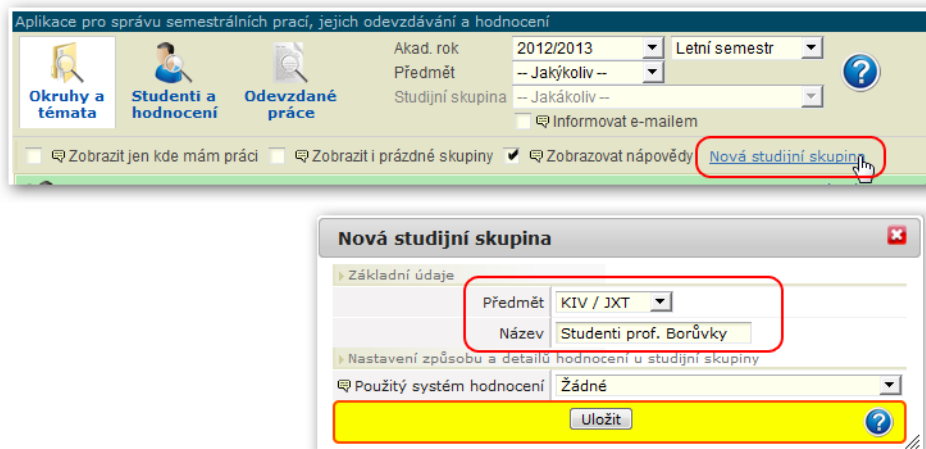 Aplikace pro správu semestrálních prací, jejich odevzdávání a hodnocení
Okruhy a témata
Studenti a hodnocení
Odevzdané práce
Akad. rok 2012/2013 Letní semestr
Předmět -- Jakýkoliv --
Studijní skupina -- Jakákoliv --
Informovat e-mailem
Zobrazit jen kde mám práci Zobrazit i prázdné skupiny Zobrazovat nápovědy Nová studijní skupina
Nová studijní skupina
Základní údaje
Předmět KIV / JXT
Název Studenti prof. Borůvky
Nastavení způsobu a detailů hodnocení u studijní skupiny
Použitý systém hodnocení Žádné
Uložit